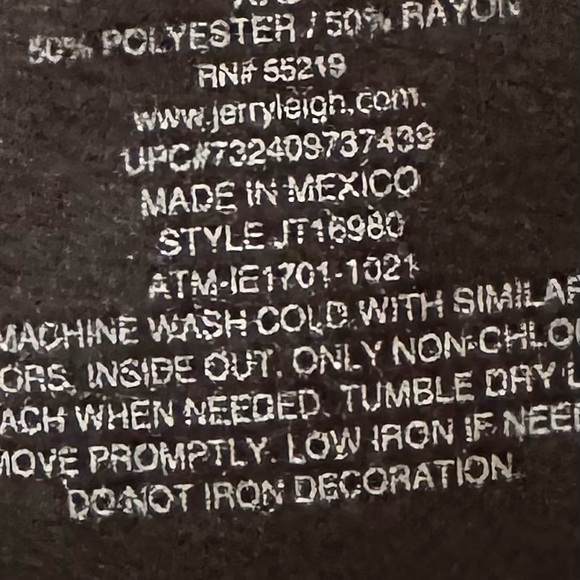 50% POLYESTER / 50% RAYON
RN# 55219
www.jerryleigh.com.
UPC#732409737439
MADE IN MEXICO
STYLE JT16980
ATM-IE1701-1021
MACHINE WASH COLD WITH SIMILAR
ORS. INSIDE OUT. ONLY NON-CHLO
ACH WHEN NEEDED. TUMBLE DRY L
MOVE PROMPTLY. LOW IRON IF NEE
DO NOT IRON DECORATION.